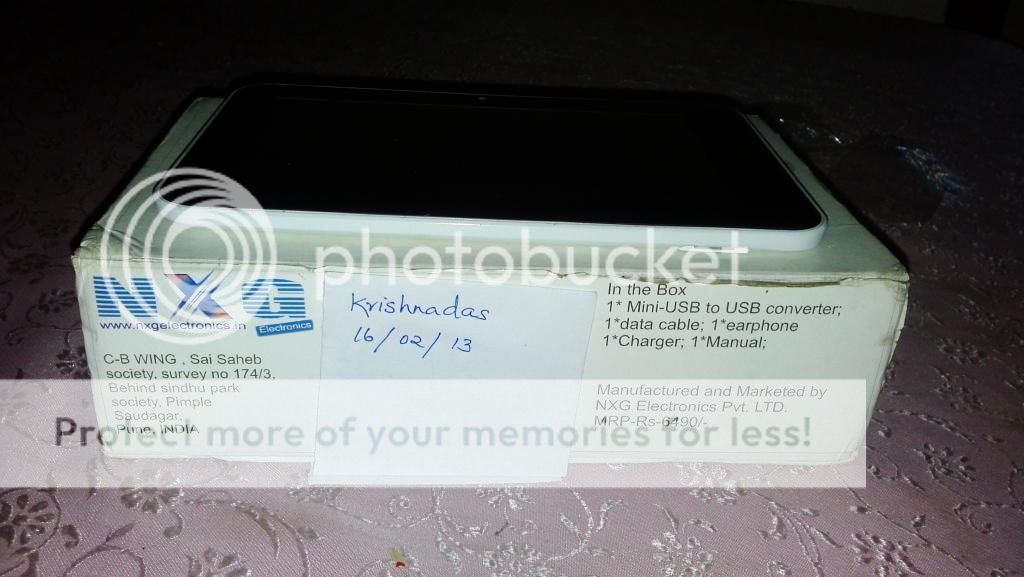 photobucket
NXG
www.nxgelectronics.in
Electronics
C-B WING , Sai Saheb
society, survey no 174/3,
Behind sindhu park
society, Pimple
Saudagar,
Pune, INDIA
Krishnadas
16/02/13
In the Box
1* Mini-USB to USB converter;
1*data cable; 1*earphone
1*Charger; 1*Manual;
Manufactured and Marketed by
NXG Electronics Pvt. LTD.
MRP-Rs-6490/-
Protect more of your memories for less!